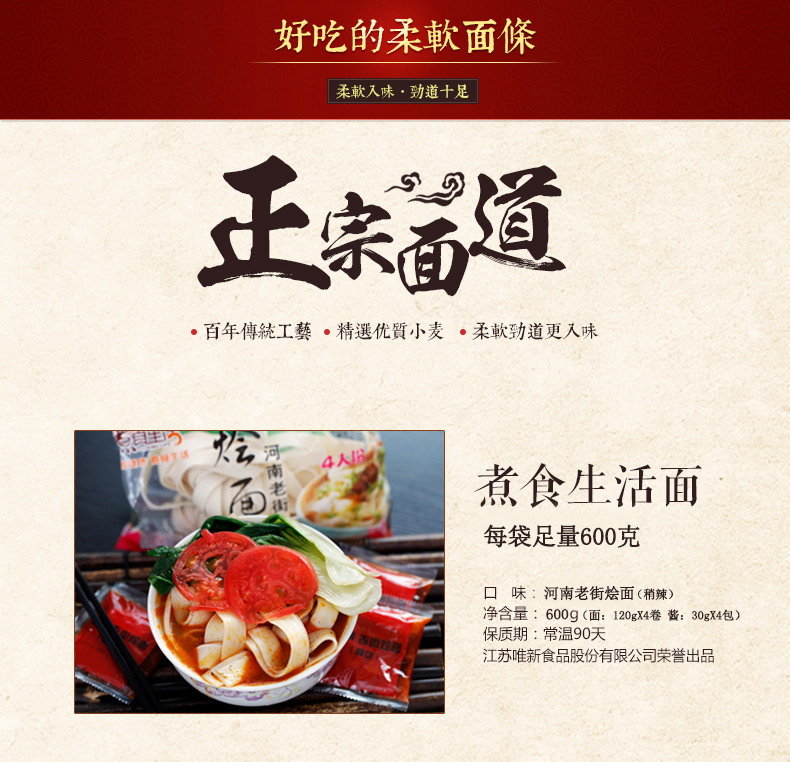 好吃的柔軟面條
柔軟入味·勁道十足
正宗面道
• 百年傳統工藝 • 精選优质小麦 • 柔軟勁道更入味
烩面
河南老街
4人份
煮食生活面
每袋足量600克
口 味：河南老街烩面（稍辣）
净含量：600g（面：120gX4卷 酱：30gX4包）
保质期：常温90天
江苏唯新食品股份有限公司荣誉出品